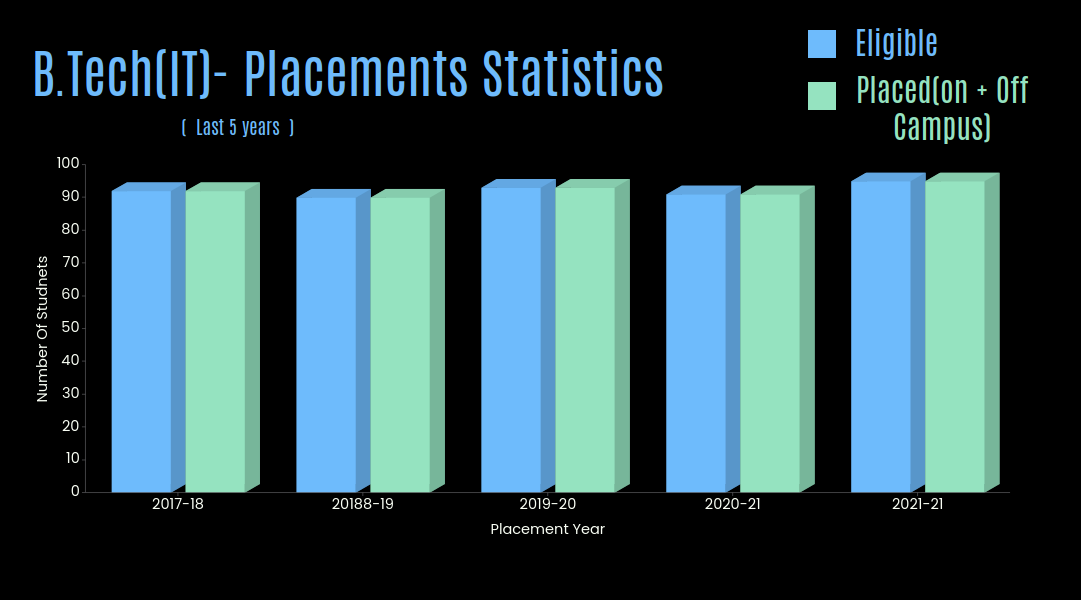 B.Tech(IT)- Placements Statistics
( Last 5 years )
Eligible
Placed(on + Off
Campus)
100
90
80
70
60
50
40
30
20
10
0
Number Of Studnets
2017-18
20188-19
2019-20
2020-21
2021-21
Placement Year